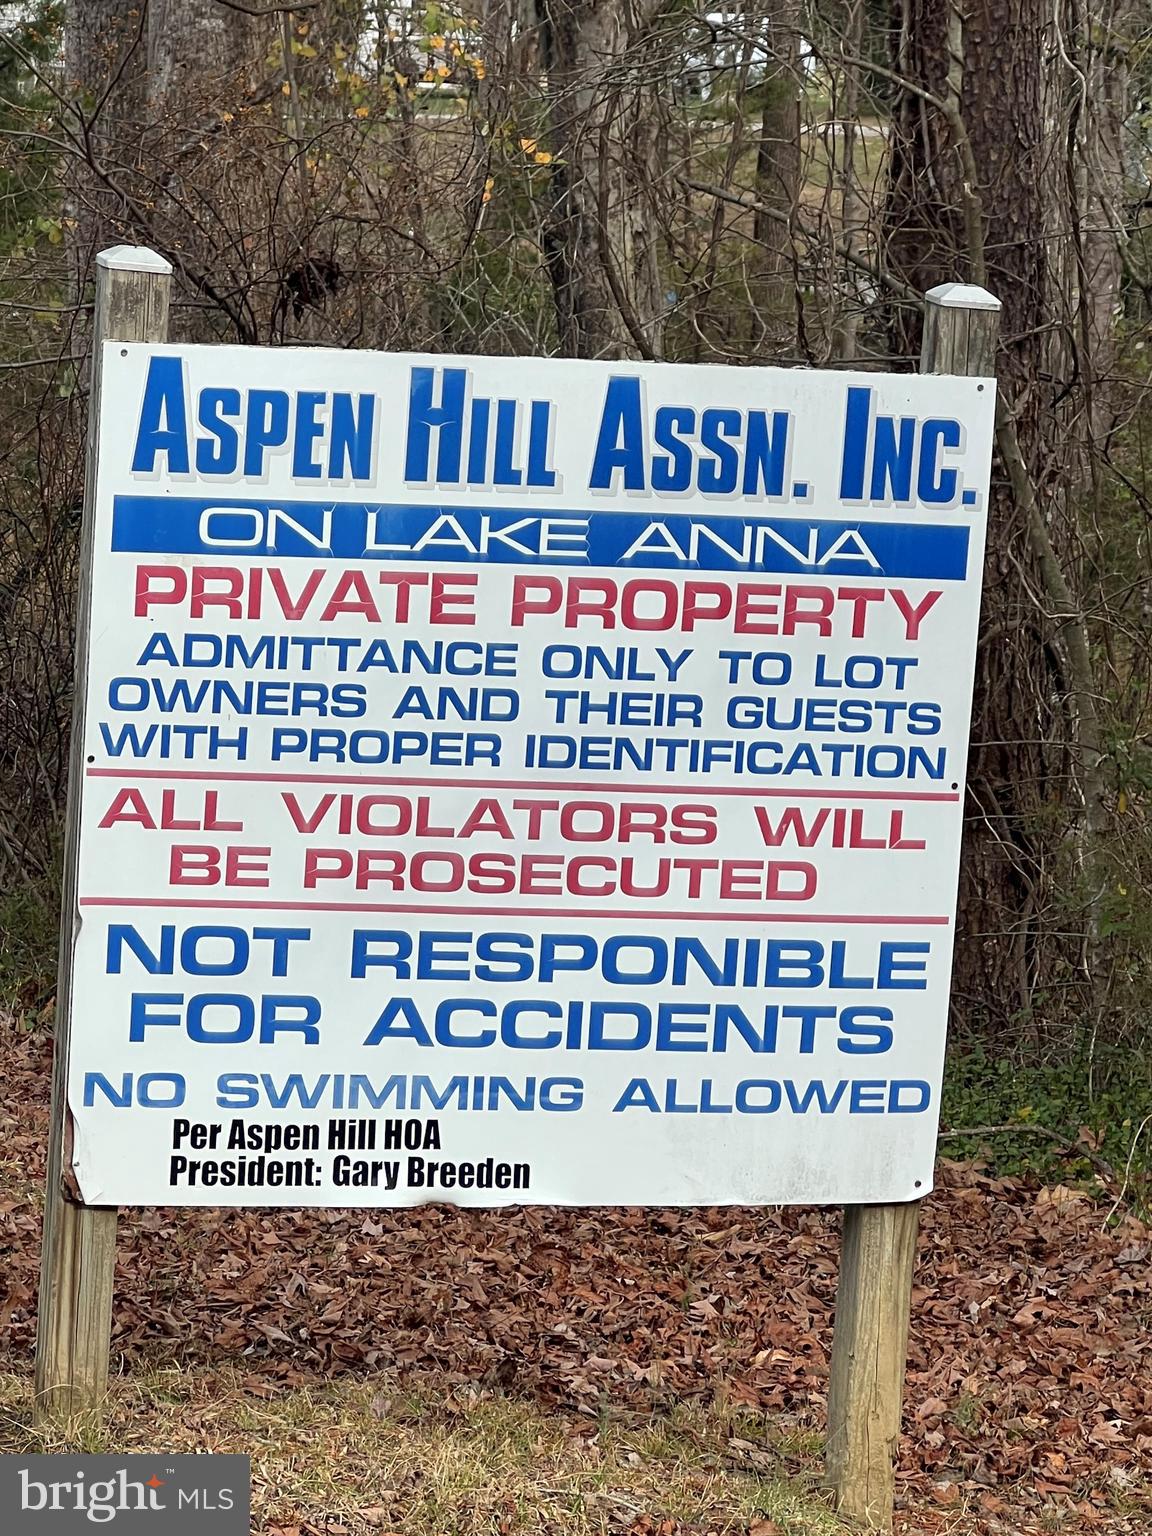 ASPEN HILL ASSN. INC.
ON LAKE ANNA
PRIVATE PROPERTY
ADMITTANCE ONLY TO LOT
OWNERS AND THEIR GUESTS
WITH PROPER IDENTIFICATION
ALL VIOLATORS WILL
BE PROSECUTED
NOT RESPONIBLE
FOR ACCIDENTS
NO SWIMMING ALLOWED
Per Aspen Hill HOA
President: Gary Breeden
bright™ MLS